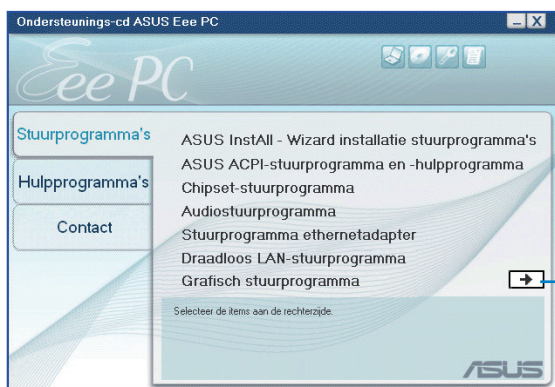 Ondersteunings-cd ASUS Eee PC
Eee PC
Stuurprogramma's
Hulpprogramma's
Contact
ASUS InstAll - Wizard installatie stuurprogramma's
ASUS ACPI-stuurprogramma en -hulpprogramma
Chipset-stuurprogramma
Audiostuurprogramma
Stuurprogramma ethernetadapter
Draadloos LAN-stuurprogramma
Grafisch stuurprogramma
Selecteer de items aan de rechterzijde.
ASUS